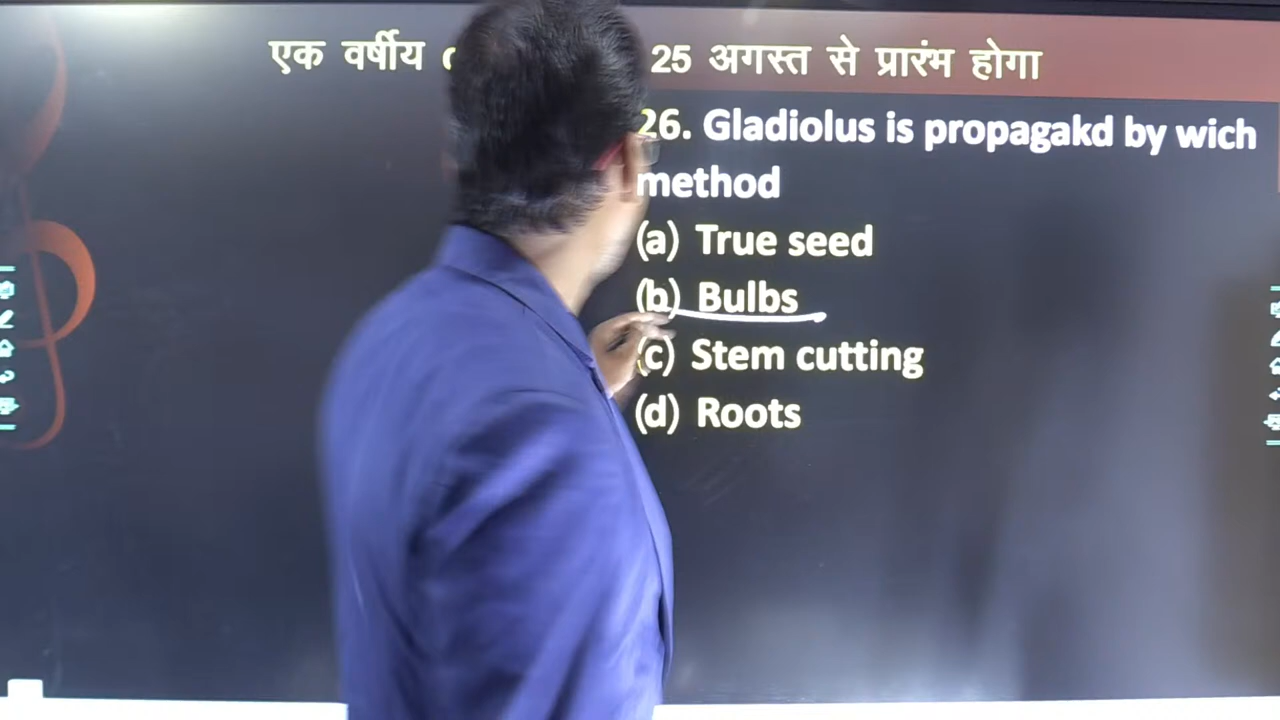 एक वर्षीय 25 अगस्त से प्रारंभ होगा
26. Gladiolus is propagakd by wich
method
(a) True seed
(b) Bulbs
(c) Stem cutting
(d) Roots